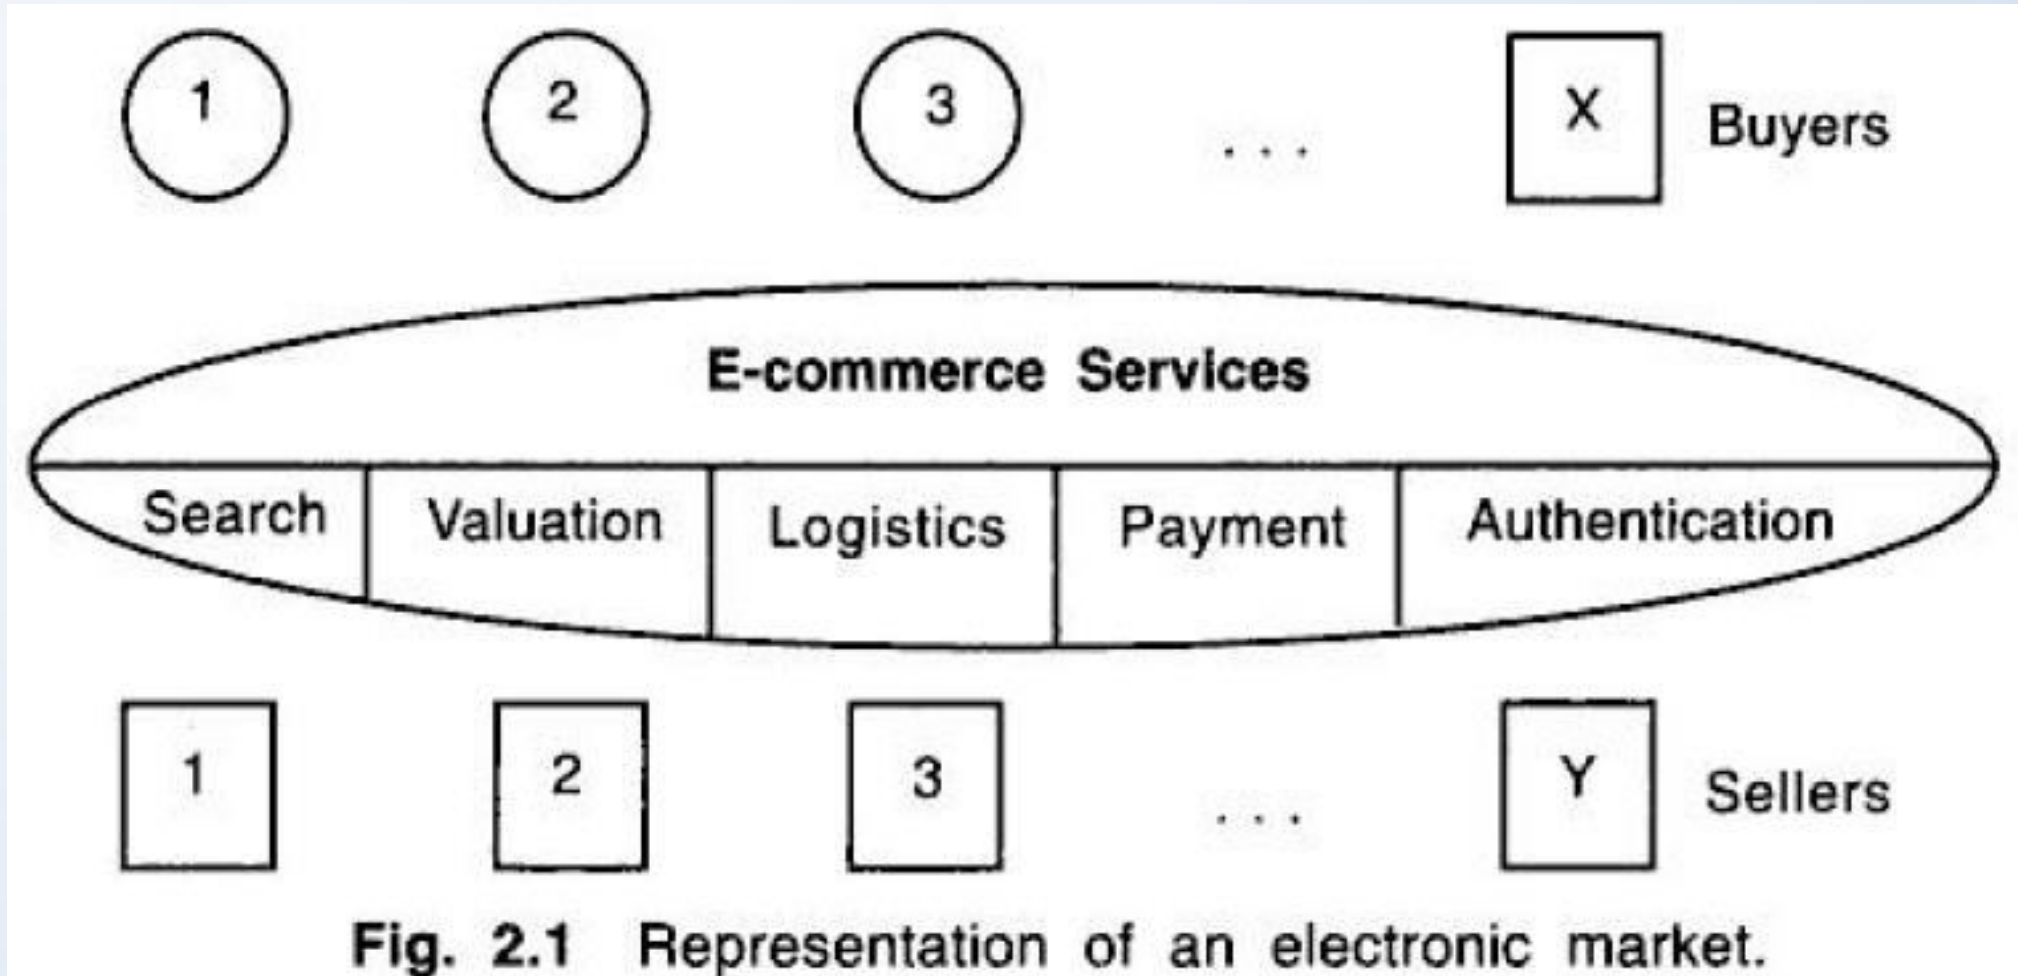 1 2 3 ... X Buyers
E-commerce Services
Search Valuation Logistics Payment Authentication
1 2 3 ... Y Sellers
Fig. 2.1 Representation of an electronic market.